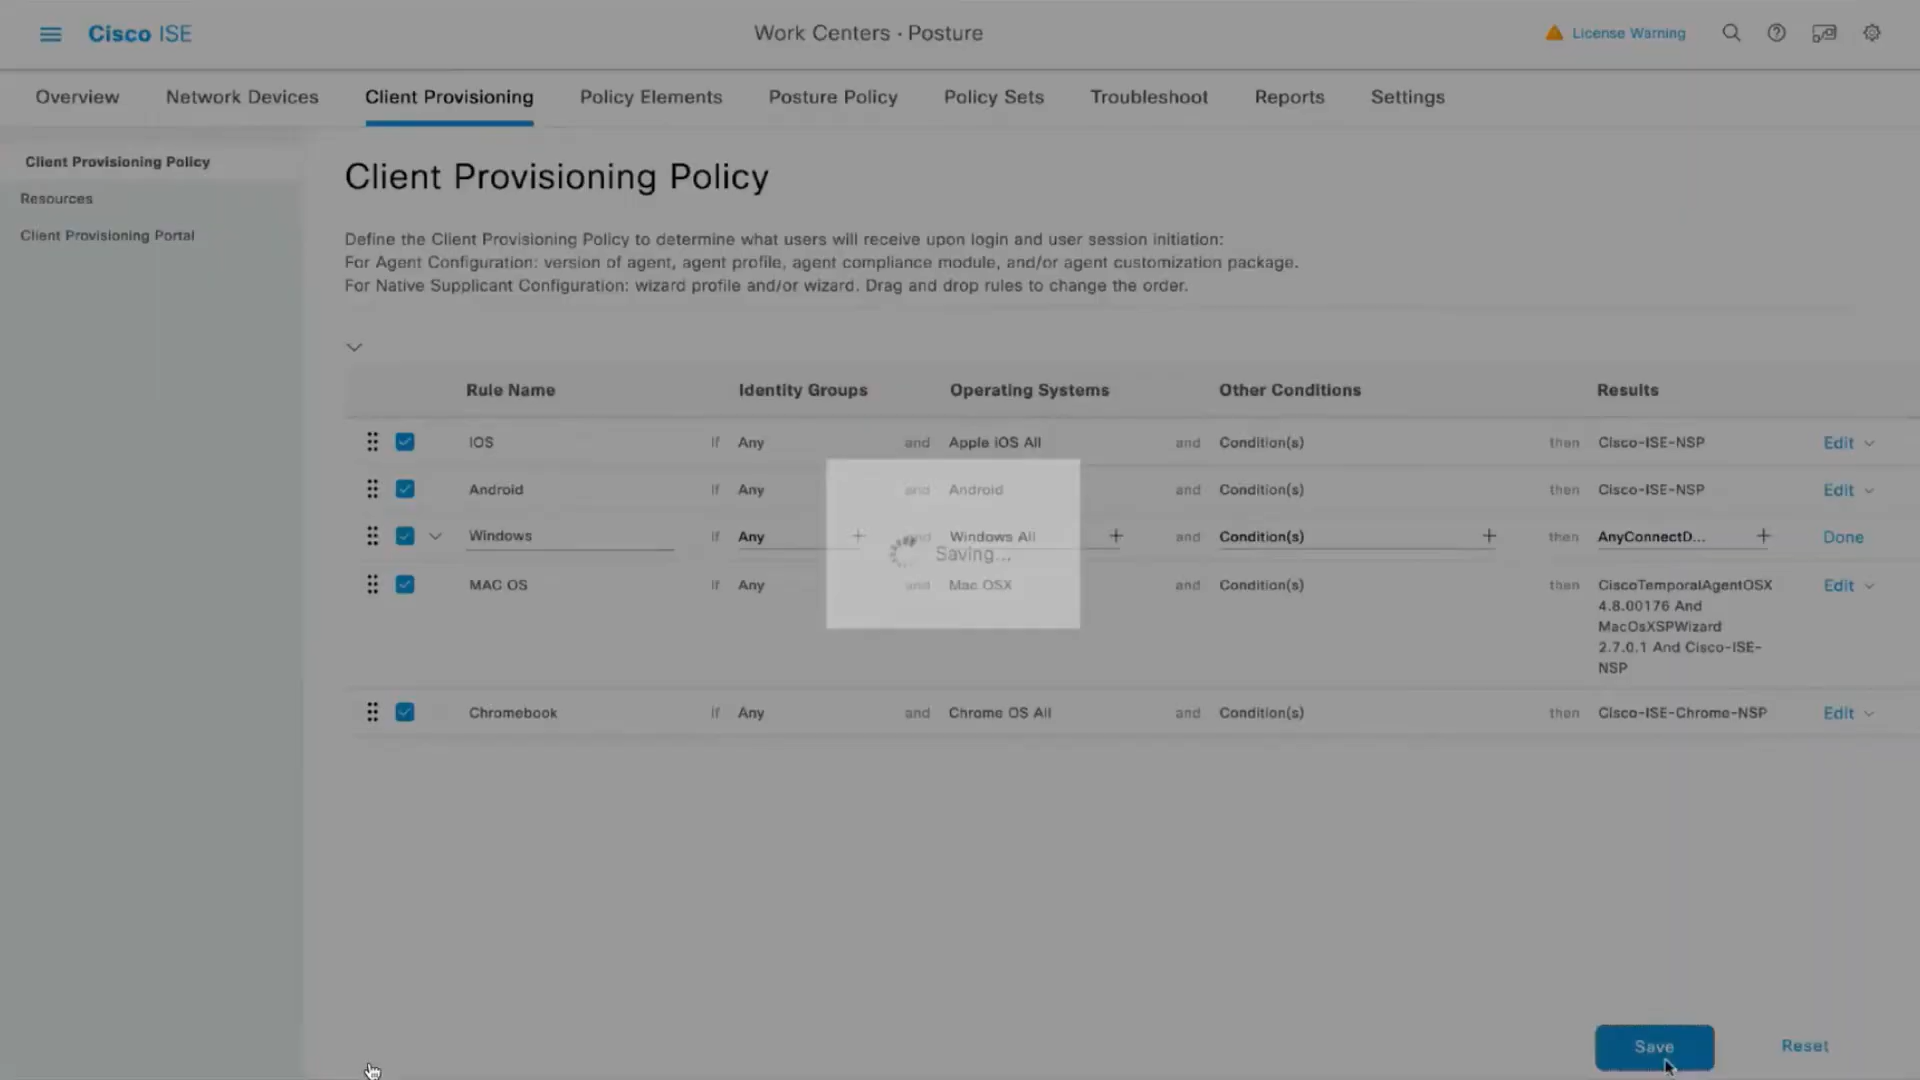 Cisco ISE
Work Centers · Posture
License Warning
Overview
Network Devices
Client Provisioning
Policy Elements
Posture Policy
Policy Sets
Troubleshoot
Reports
Settings
Client Provisioning Policy
Resources
Client Provisioning Portal
Client Provisioning Policy
Define the Client Provisioning Policy to determine what users will receive upon login and user session initiation:
For Agent Configuration: version of agent, agent profile, agent compliance module, and/or agent customization package.
For Native Supplicant Configuration: wizard profile and/or wizard. Drag and drop rules to change the order.
Rule Name Identity Groups Operating Systems Other Conditions Results
IOS If Any and Apple iOS All and Condition(s) then Cisco-ISE-NSP Edit
Android If Any and Android and Condition(s) then Cisco-ISE-NSP Edit
Windows If Any + and Windows All + and Condition(s) + then AnyConnectD... + Done
Saving...
MAC OS If Any and Mac OSX and Condition(s) then CiscoTemporalAgentOSX Edit
4.8.00176 And
MacOsXSPWizard
2.7.0.1 And Cisco-ISE-
NSP
Chromebook If Any and Chrome OS All and Condition(s) then Cisco-ISE-Chrome-NSP Edit
Save
Reset